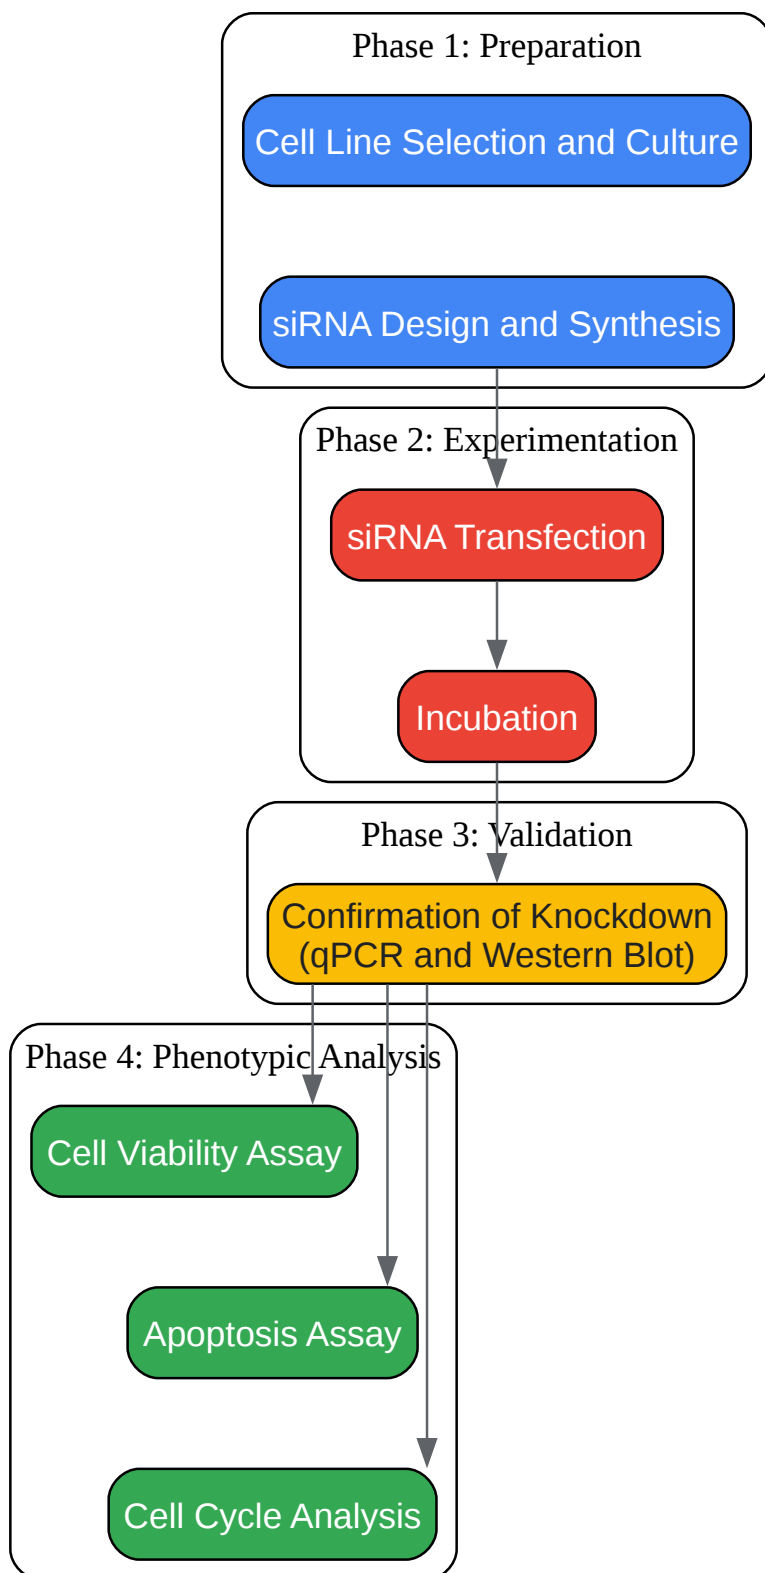 Phase 1: Preparation
Cell Line Selection and Culture
siRNA Design and Synthesis
Phase 2: Experimentation
siRNA Transfection
Incubation
Phase 3: Validation
Confirmation of Knockdown
(qPCR and Western Blot)
Phase 4: Phenotypic Analysis
Cell Viability Assay
Apoptosis Assay
Cell Cycle Analysis